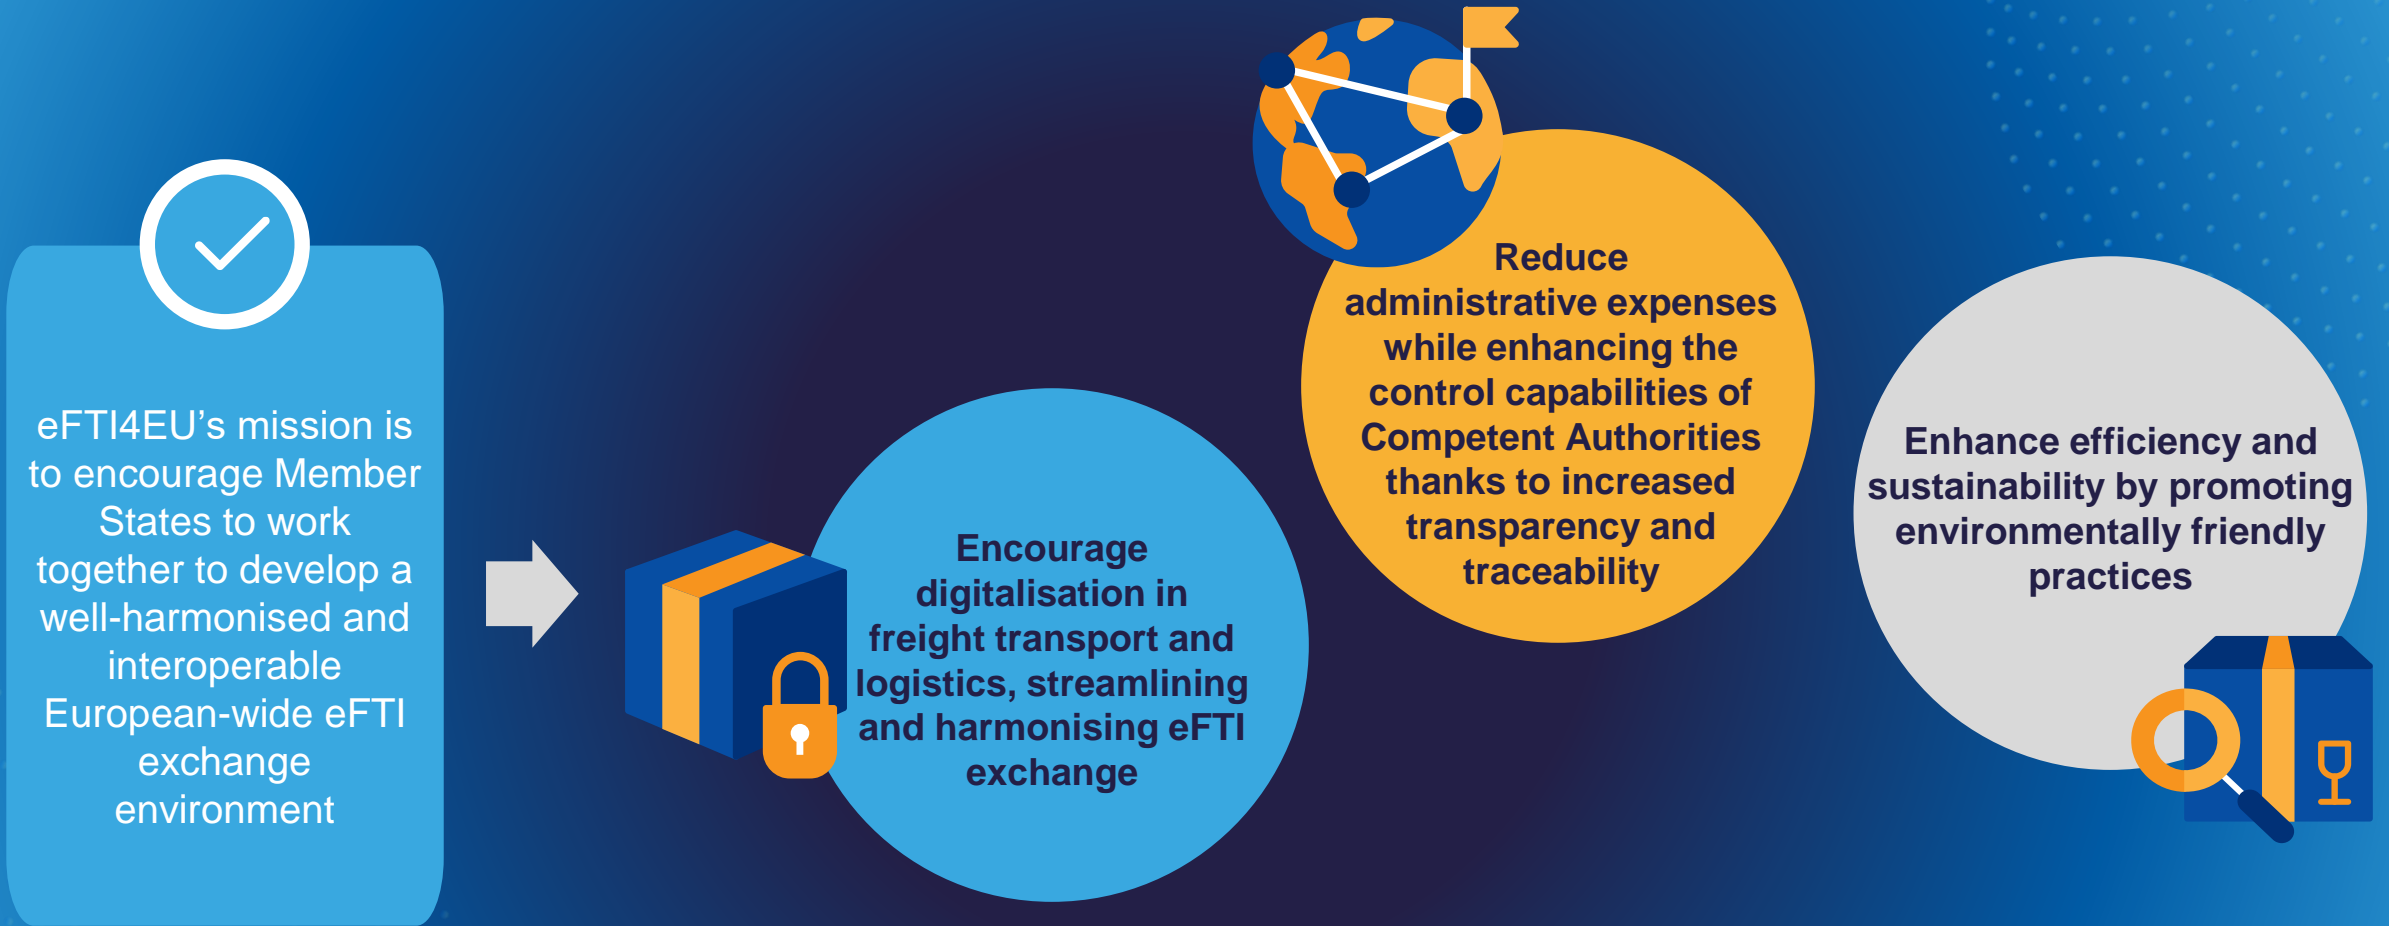 eFTI4EU’s mission is
to encourage Member
States to work
together to develop a
well-harmonised and
interoperable
European-wide eFTI
exchange
environment
Encourage
digitalisation in
freight transport and
logistics, streamlining
and harmonising eFTI
exchange
Reduce
administrative expenses
while enhancing the
control capabilities of
Competent Authorities
thanks to increased
transparency and
traceability
Enhance efficiency and
sustainability by promoting
environmentally friendly
practices